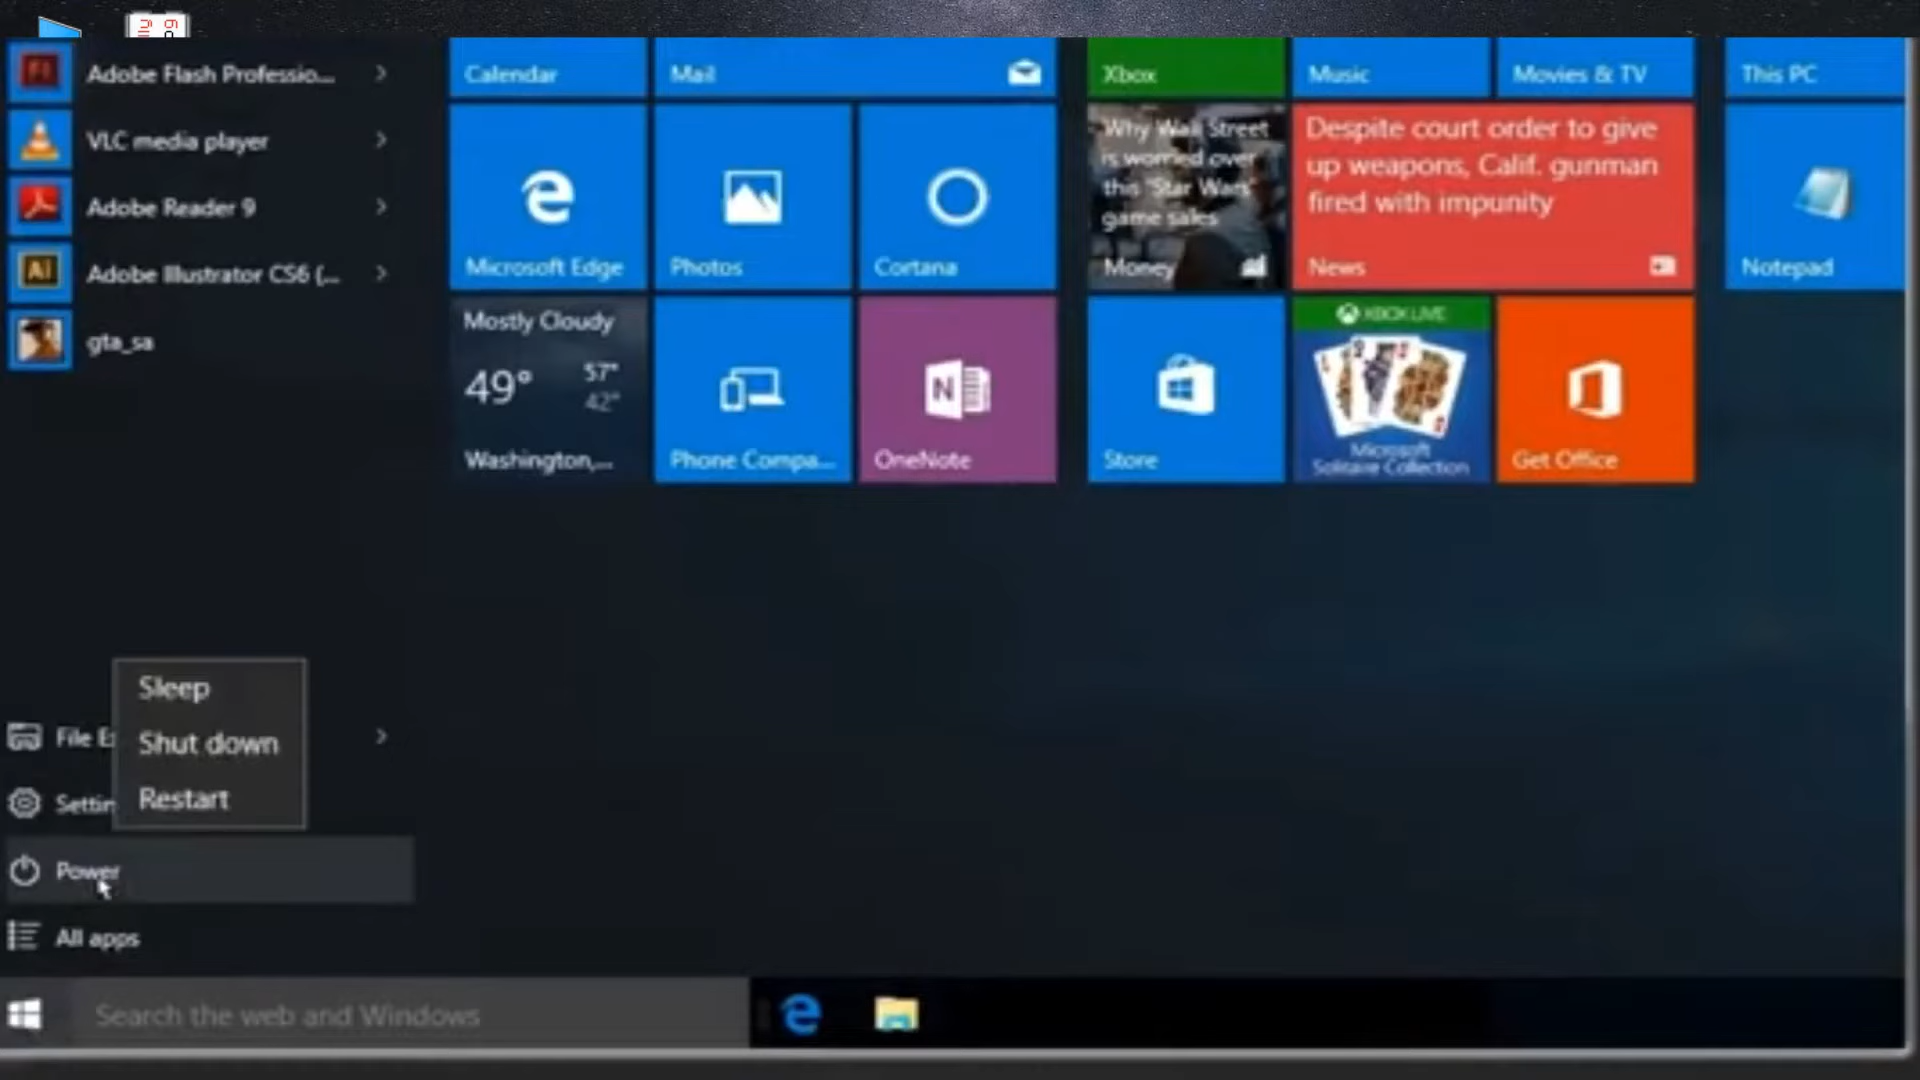 Adobe Flash Professio...
VLC media player
Adobe Reader 9
Adobe Illustrator CS6 (...
gta_sa
Sleep
Shut down
Restart
File E
Settin
Power
All apps
Search the web and Windows
Calendar
Mail
Microsoft Edge
Photos
Cortana
Mostly Cloudy
49°
57°
42°
Washington,...
Phone Compa...
OneNote
Xbox
Music
Movies & TV
Why Wall Street
is worried over
this 'Star Wars'
game sales
Money
Despite court order to give
up weapons, Calif. gunman
fired with impunity
News
Store
XBOX LIVE
Microsoft
Solitaire Collection
Get Office
This PC
Notepad